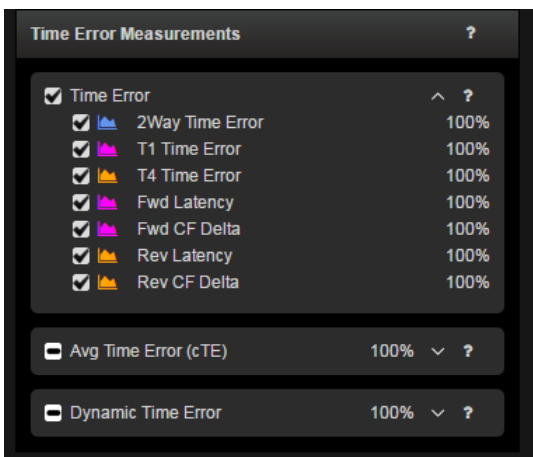 Time Error Measurements ?
Time Error ?
2Way Time Error 100%
T1 Time Error 100%
T4 Time Error 100%
Fwd Latency 100%
Fwd CF Delta 100%
Rev Latency 100%
Rev CF Delta 100%
Avg Time Error (cTE) 100% ?
Dynamic Time Error 100% ?